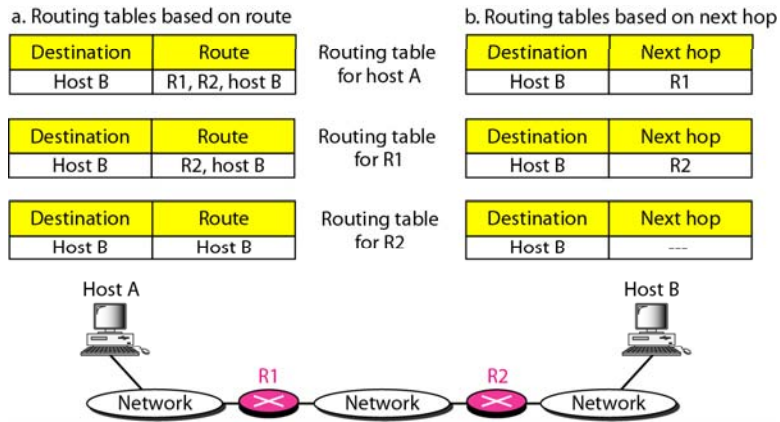 a. Routing tables based on route
b. Routing tables based on next hop
Destination Route
Host B R1, R2, host B
Routing table
for host A
Destination Next hop
Host B R1
Destination Route
Host B R2, host B
Routing table
for R1
Destination Next hop
Host B R2
Destination Route
Host B Host B
Routing table
for R2
Destination Next hop
Host B ---
Host A
Host B
R1
R2
Network
Network
Network